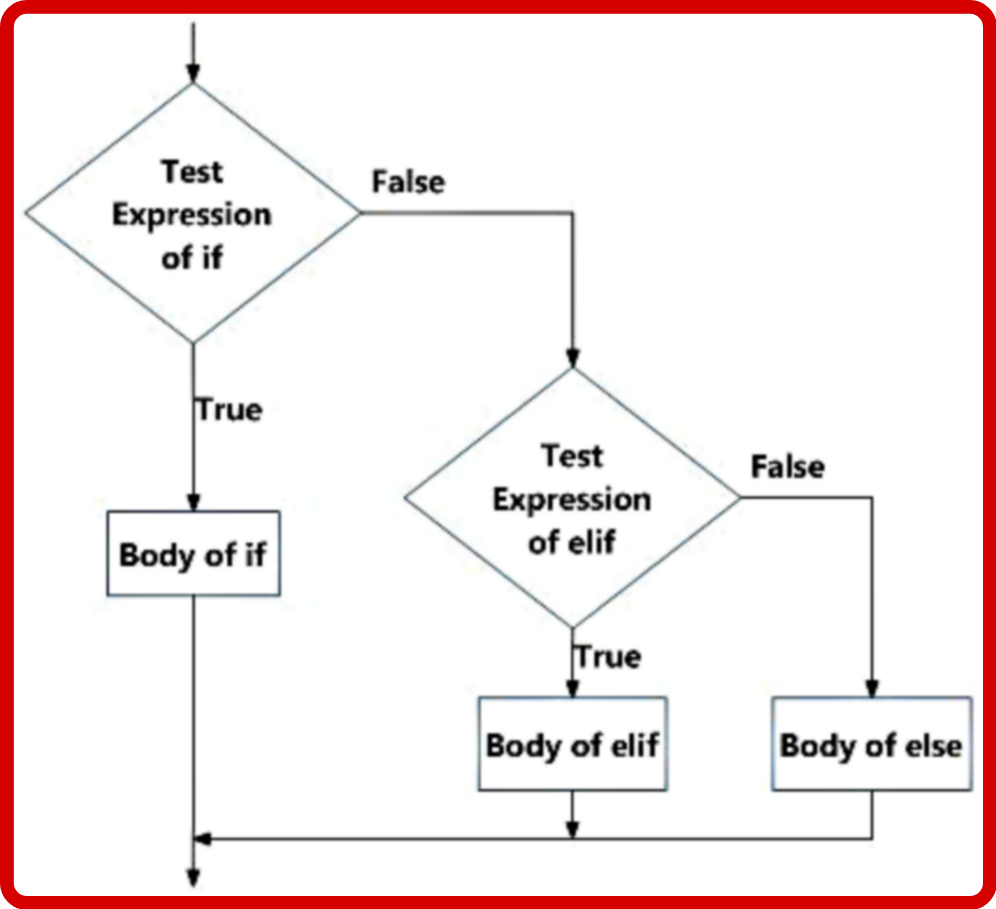 Test
Expression
of if
False
True
Body of if
Test
Expression
of elif
False
True
Body of elif
Body of else